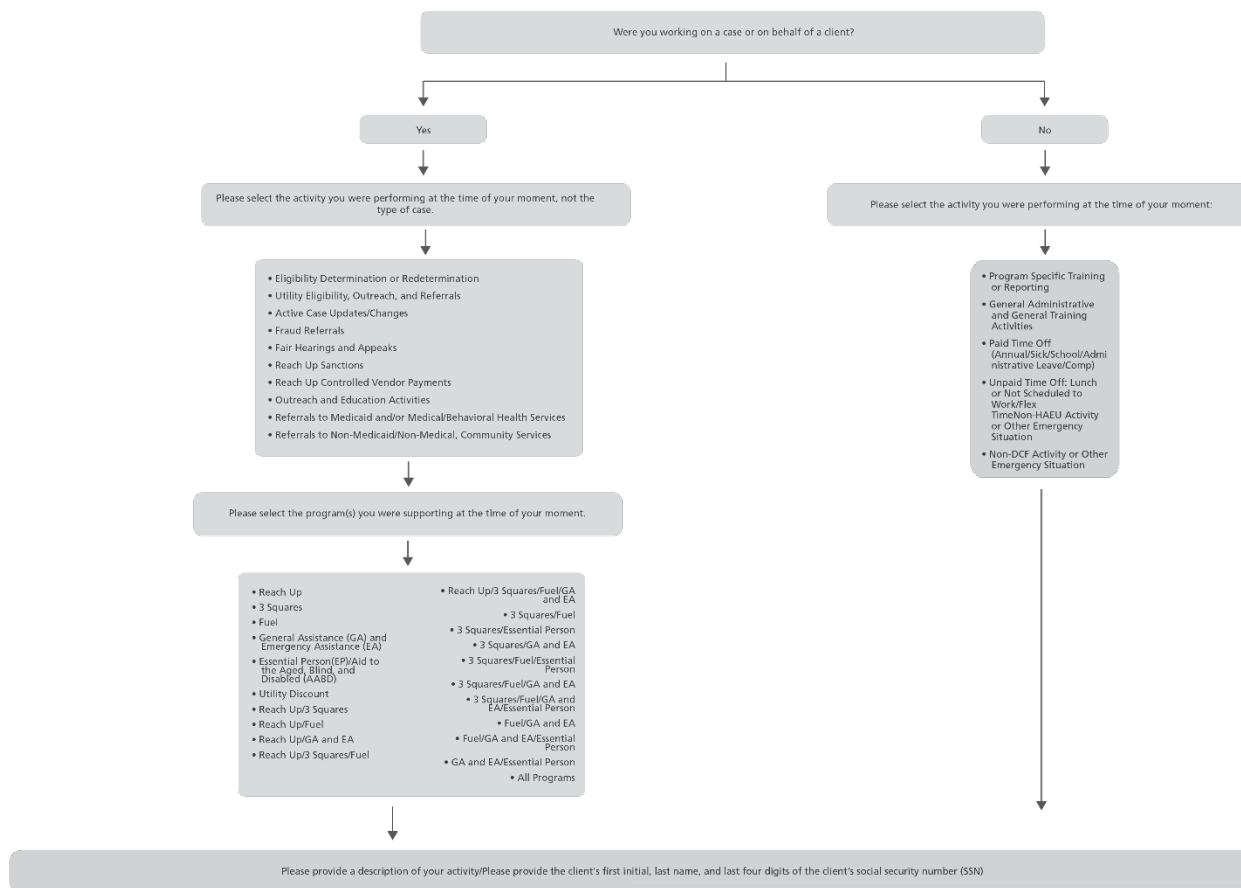 Were you working on a case or on behalf of a client?
Yes
No
Please select the activity you were performing at the time of your moment, not the
type of case.
Please select the activity you were performing at the time of your moment:
• Eligibility Determination or Redetermination
• Utility Eligibility, Outreach, and Referrals
• Active Case Updates/Changes
• Fraud Referrals
• Fair Hearings and Appeaks
• Reach Up Sanctions
• Reach Up Controlled Vendor Payments
• Outreach and Education Activities
• Referrals to Medicaid and/or Medical/Behavioral Health Services
• Referrals to Non-Medicaid/Non-Medical, Community Services
• Program Specific Training
or Reporting
• General Administrative
and General Training
Activities
• Paid Time Off
(Annual/Sick/School/Admi
nistrative Leave/Comp)
• Unpaid Time Off: Lunch
or Not Scheduled to
Work/Flex
TimeNon-HAEU Activity
or Other Emergency
Situation
• Non-DCF Activity or Other
Emergency Situation
Please select the program(s) you were supporting at the time of your moment.
• Reach Up
• 3 Squares
• Fuel
• General Assistance (GA) and
Emergency Assistance (EA)
• Essential Person(EP)/Aid to
the Aged, Blind, and
Disabled (AABD)
• Utility Discount
• Reach Up/3 Squares
• Reach Up/Fuel
• Reach Up/GA and EA
• Reach Up/3 Squares/Fuel
• Reach Up/3 Squares/Fuel/GA
and EA
• 3 Squares/Fuel
• 3 Squares/Essential Person
• 3 Squares/GA and EA
• 3 Squares/Fuel/Essential
Person
• 3 Squares/Fuel/GA and EA
• 3 Squares/Fuel/GA and
EA/Essential Person
• Fuel/GA and EA
• Fuel/GA and EA/Essential
Person
• GA and EA/Essential Person
• All Programs
Please provide a description of your activity/Please provide the client's first initial, last name, and last four digits of the client's social security number (SSN)